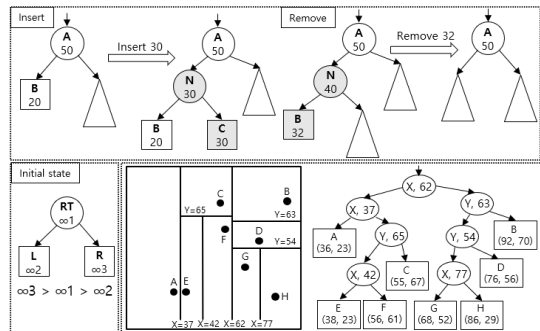 Insert
A
50
B
20
Insert 30
A
50
N
30
B
20
C
30
Remove
A
50
N
40
B
32
Remove 32
A
50
Initial state
RT
∞1
L
∞2
R
∞3
∞3 > ∞1 > ∞2
C
B
Y=65
Y=63
F
D
Y=54
G
A
E
H
X=37 X=42 X=62 X=77
X, 62
X, 37
Y, 63
A
(36, 23)
Y, 65
Y, 54
B
(92, 70)
X, 42
C
(55, 67)
X, 77
D
(76, 56)
E
(38, 23)
F
(56, 61)
G
(68, 52)
H
(86, 29)